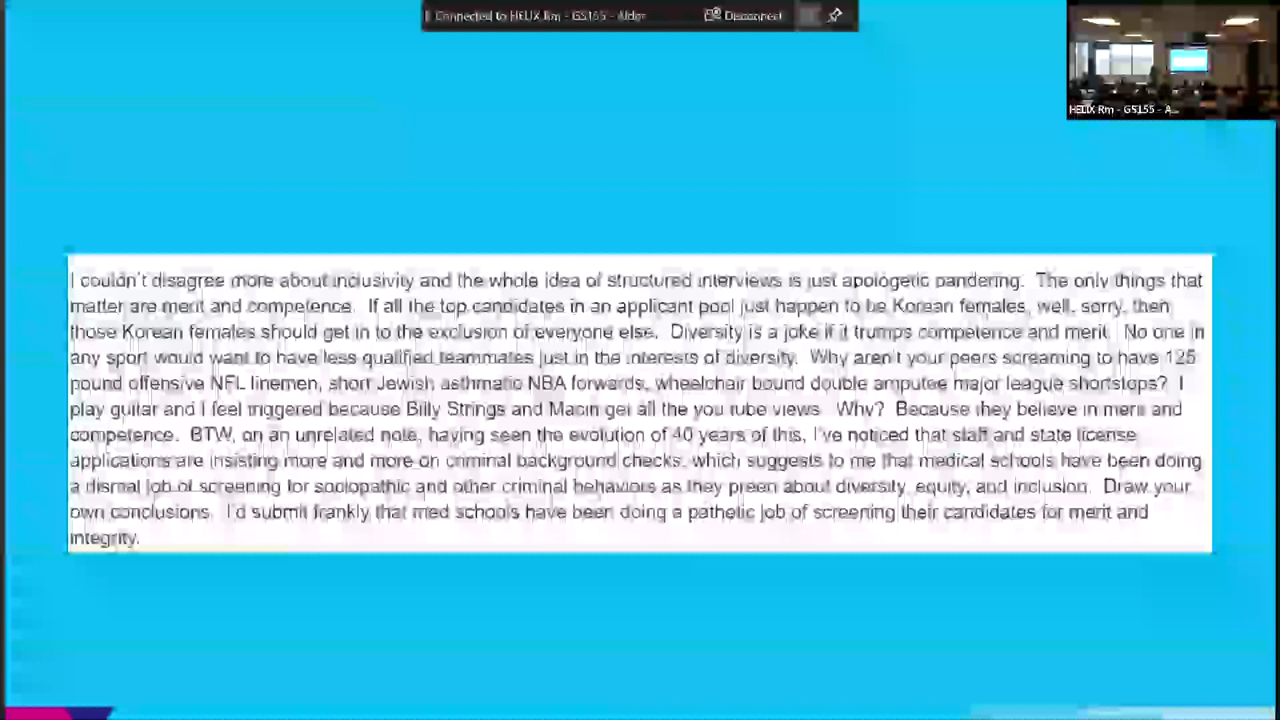 Connected to HELIX Rm - GS155 - Alder
Disconnect
HELIX Rm - GS155 - A...
I couldn't disagree more about inclusivity and the whole idea of structured interviews is just apologetic pandering. The only things that
matter are merit and competence. If all the top candidates in an applicant pool just happen to be Korean females, well, sorry, then
those Korean females should get in to the exclusion of everyone else. Diversity is a joke if it trumps competence and merit. No one in
any sport would want to have less qualified teammates just in the interests of diversity. Why aren't your peers screaming to have 125
pound offensive NFL linemen, short Jewish asthmatic NBA forwards, wheelchair bound double amputee major league shortstops? I
play guitar and I feel triggered because Billy Strings and Macin get all the you tube views. Why? Because they believe in merit and
competence. BTW, on an unrelated note, having seen the evolution of 40 years of this, I've noticed that staff and state license
applications are insisting more and more on criminal background checks, which suggests to me that medical schools have been doing
a dismal job of screening for sociopathic and other criminal behaviors as they preen about diversity, equity, and inclusion. Draw your
own conclusions. I'd submit frankly that med schools have been doing a pathetic job of screening their candidates for merit and
integrity.